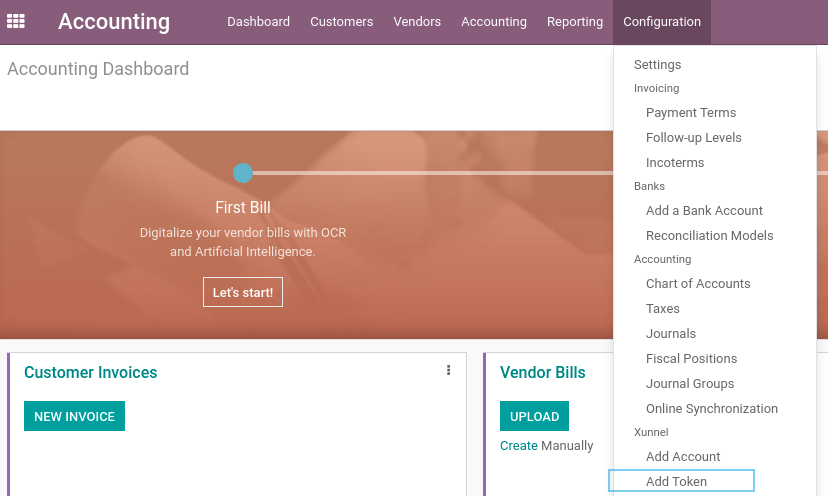 Accounting Dashboard Customers Vendors Accounting Reporting Configuration
Accounting Dashboard
First Bill
Digitalize your vendor bills with OCR
and Artificial Intelligence.
Let's start!
Customer Invoices
NEW INVOICE
Vendor Bills
UPLOAD
Create Manually
Settings
Invoicing
Payment Terms
Follow-up Levels
Incoterms
Banks
Add a Bank Account
Reconciliation Models
Accounting
Chart of Accounts
Taxes
Journals
Fiscal Positions
Journal Groups
Online Synchronization
Xunnel
Add Account
Add Token